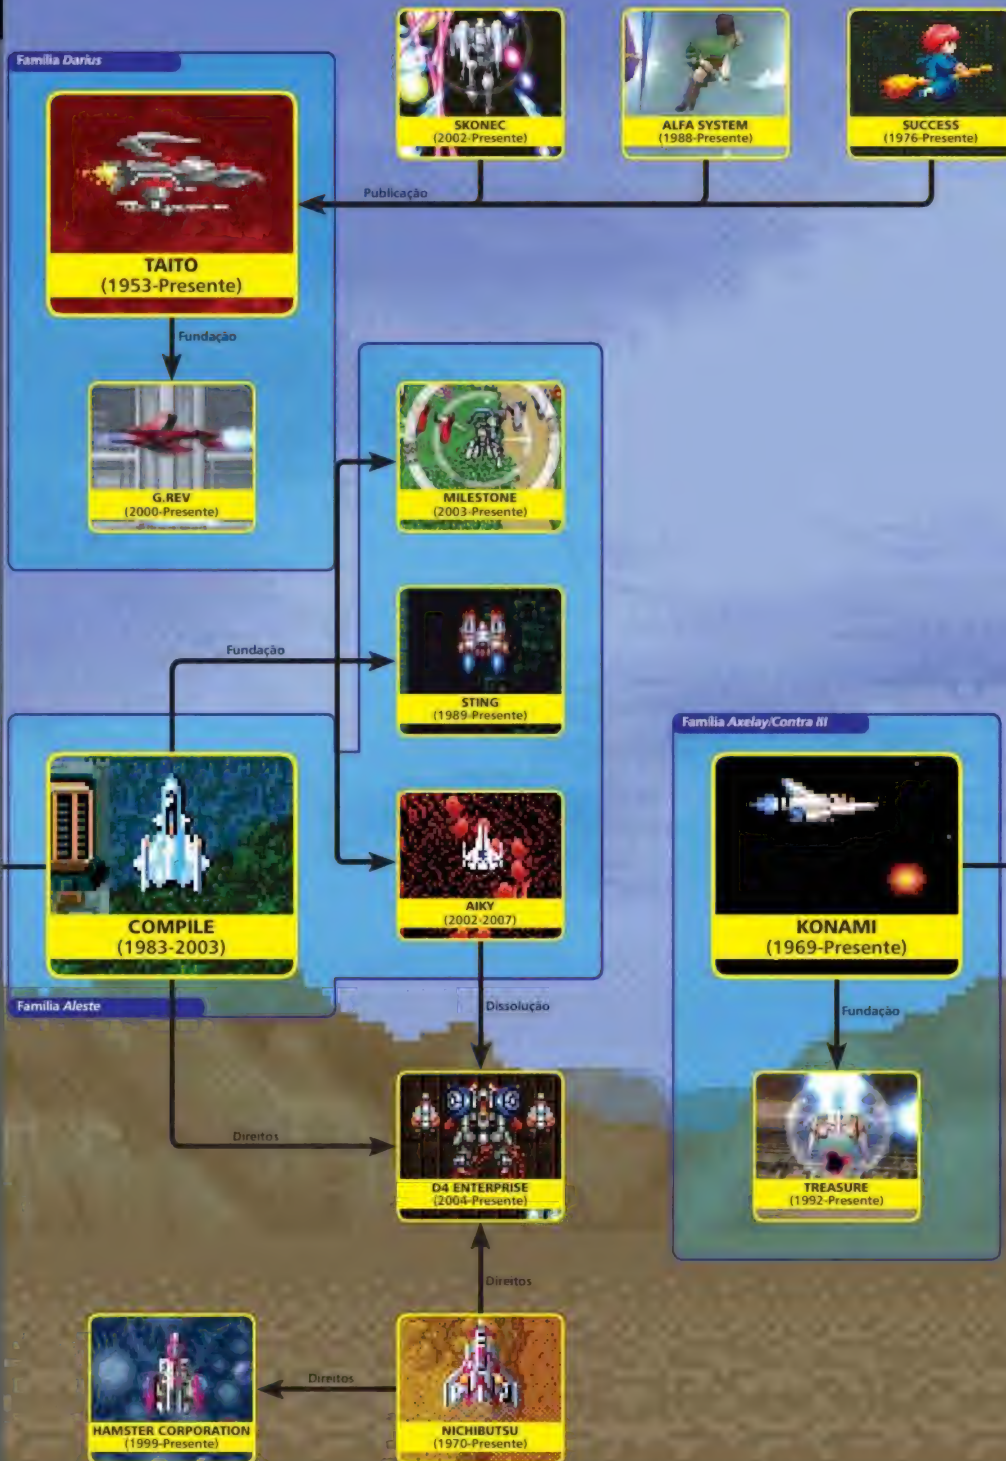 SKONEC
(2002-Presente)
ALFA SYSTEM
(1988-Presente)
SUCCESS
(1976-Presente)
Família Darius
TAITO
(1953-Presente)
Publicação
Fundação
G.REV
(2000-Presente)
MILESTONE
(2003-Presente)
Fundação
STING
(1989-Presente)
Família Axelay/Contra III
COMPILE
(1983-2003)
AIKY
(2002-2007)
KONAMI
(1969-Presente)
Família Aleste
Dissolução
Fundação
Direitos
D4 ENTERPRISE
(2004-Presente)
TREASURE
(1992-Presente)
Direitos
HAMSTER CORPORATION
(1999-Presente)
Direitos
NICHIBUTSU
(1970-Presente)